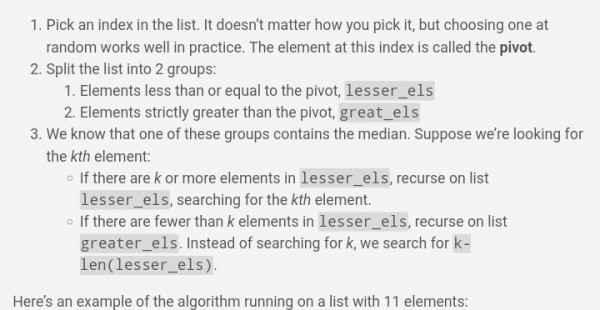 1. Pick an index in the list. It doesn’t matter how you pick it, but choosing one at
random works well in practice. The element at this index is called the pivot.
2. Split the list into 2 groups:
1. Elements less than or equal to the pivot, lesser_els
2. Elements strictly greater than the pivot, great_els
3. We know that one of these groups contains the median. Suppose we’re looking for
the kth element:
◦ If there are k or more elements in lesser_els, recurse on list
lesser_els, searching for the kth element.
◦ If there are fewer than k elements in lesser_els, recurse on list
greater_els. Instead of searching for k, we search for k-
len(lesser_els).
Here’s an example of the algorithm running on a list with 11 elements: